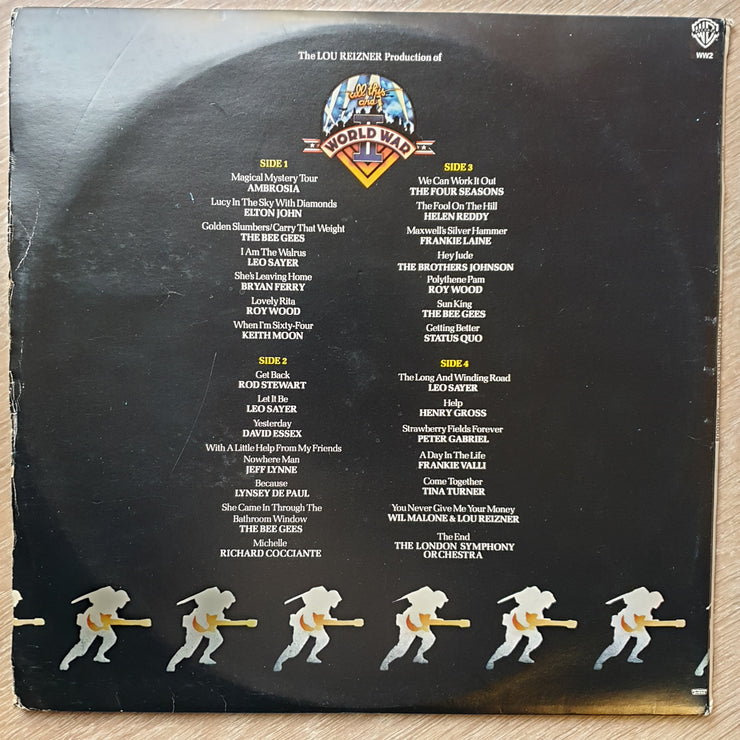 The LOU REIZNER Production of
WW2
all this
and
WORLD WAR
II
SIDE 1
Magical Mystery Tour
AMBROSIA
Lucy In The Sky With Diamonds
ELTON JOHN
Golden Slumbers/Carry That Weight
THE BEE GEES
I Am The Walrus
LEO SAYER
She's Leaving Home
BRYAN FERRY
Lovely Rita
ROY WOOD
When I'm Sixty-Four
KEITH MOON
SIDE 2
Get Back
ROD STEWART
Let It Be
LEO SAYER
Yesterday
DAVID ESSEX
With A Little Help From My Friends
Nowhere Man
JEFF LYNNE
Because
LYNSEY DE PAUL
She Came In Through The
Bathroom Window
THE BEE GEES
Michelle
RICHARD COCCIANTE
SIDE 3
We Can Work It Out
THE FOUR SEASONS
The Fool On The Hill
HELEN REDDY
Maxwell's Silver Hammer
FRANKIE LAINE
Hey Jude
THE BROTHERS JOHNSON
Polythene Pam
ROY WOOD
Sun King
THE BEE GEES
Getting Better
STATUS QUO
SIDE 4
The Long And Winding Road
LEO SAYER
Help
HENRY GROSS
Strawberry Fields Forever
PETER GABRIEL
A Day In The Life
FRANKIE VALLI
Come Together
TINA TURNER
You Never Give Me Your Money
WIL MALONE & LOU REIZNER
The End
THE LONDON SYMPHONY
ORCHESTRA